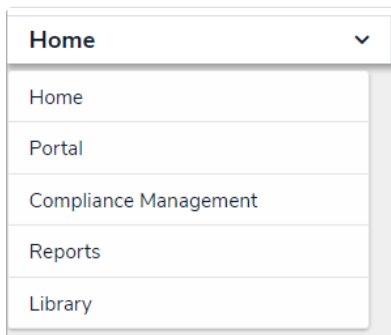 Home
Home
Portal
Compliance Management
Reports
Library